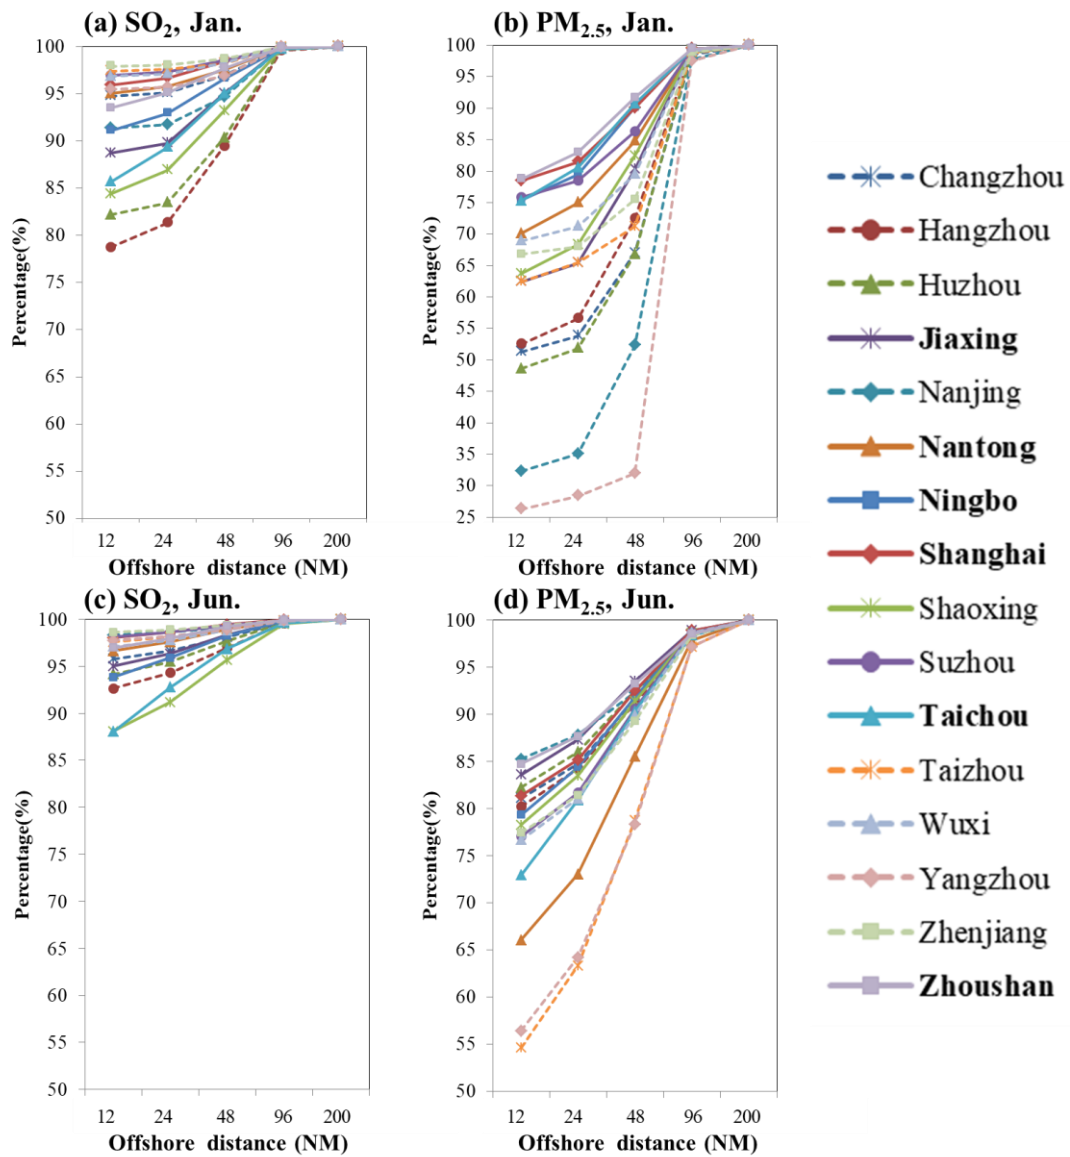 (a) SO2, Jan.
100
95
90
85
80
75
70
65
60
55
50
Percentage(%)
12 24 48 96 200
Offshore distance (NM)
(b) PM2.5, Jan.
100
95
90
85
80
75
70
65
60
55
50
45
40
35
30
25
Percentage(%)
12 24 48 96 200
Offshore distance (NM)
(c) SO2, Jun.
100
95
90
85
80
75
70
65
60
55
50
Percentage(%)
12 24 48 96 200
Offshore distance (NM)
(d) PM2.5, Jun.
100
95
90
85
80
75
70
65
60
55
50
Percentage(%)
12 24 48 96 200
Offshore distance (NM)
Changzhou
Hangzhou
Huzhou
Jiaxing
Nanjing
Nantong
Ningbo
Shanghai
Shaoxing
Suzhou
Taichou
Taizhou
Wuxi
Yangzhou
Zhenjiang
Zhoushan